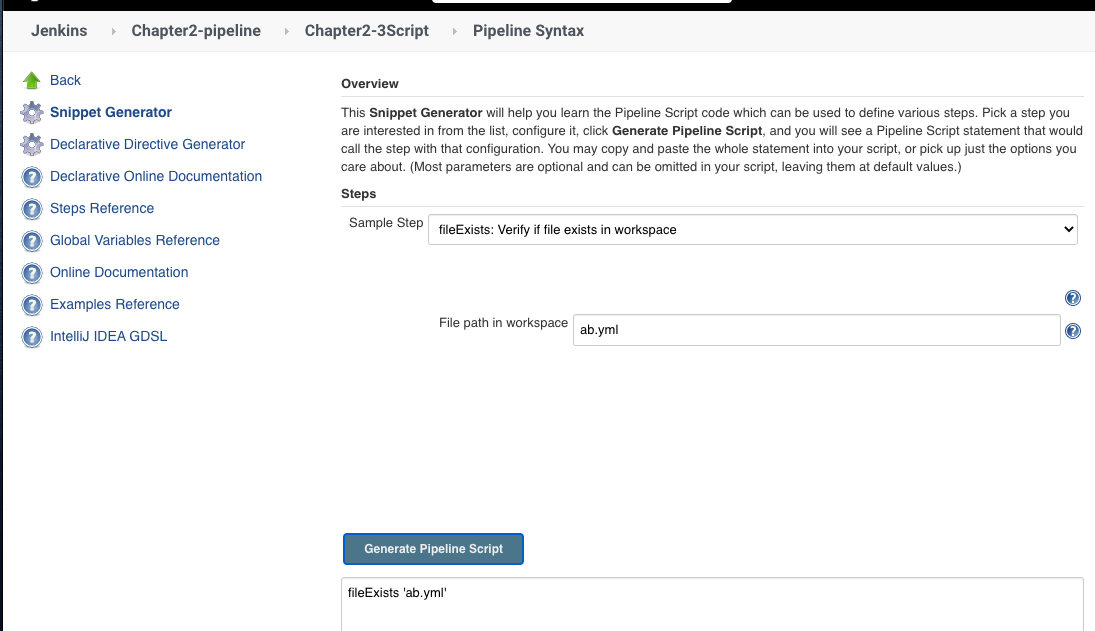 Jenkins Chapter2-pipeline Chapter2-3Script Pipeline Syntax
Back
Snippet Generator
Declarative Directive Generator
Declarative Online Documentation
Steps Reference
Global Variables Reference
Online Documentation
Examples Reference
IntelliJ IDEA GDSL
Overview
This Snippet Generator will help you learn the Pipeline Script code which can be used to define various steps. Pick a step you
are interested in from the list, configure it, click Generate Pipeline Script, and you will see a Pipeline Script statement that would
call the step with that configuration. You may copy and paste the whole statement into your script, or pick up just the options you
care about. (Most parameters are optional and can be omitted in your script, leaving them at default values.)
Steps
Sample Step fileExists: Verify if file exists in workspace
File path in workspace ab.yml
Generate Pipeline Script
fileExists 'ab.yml'